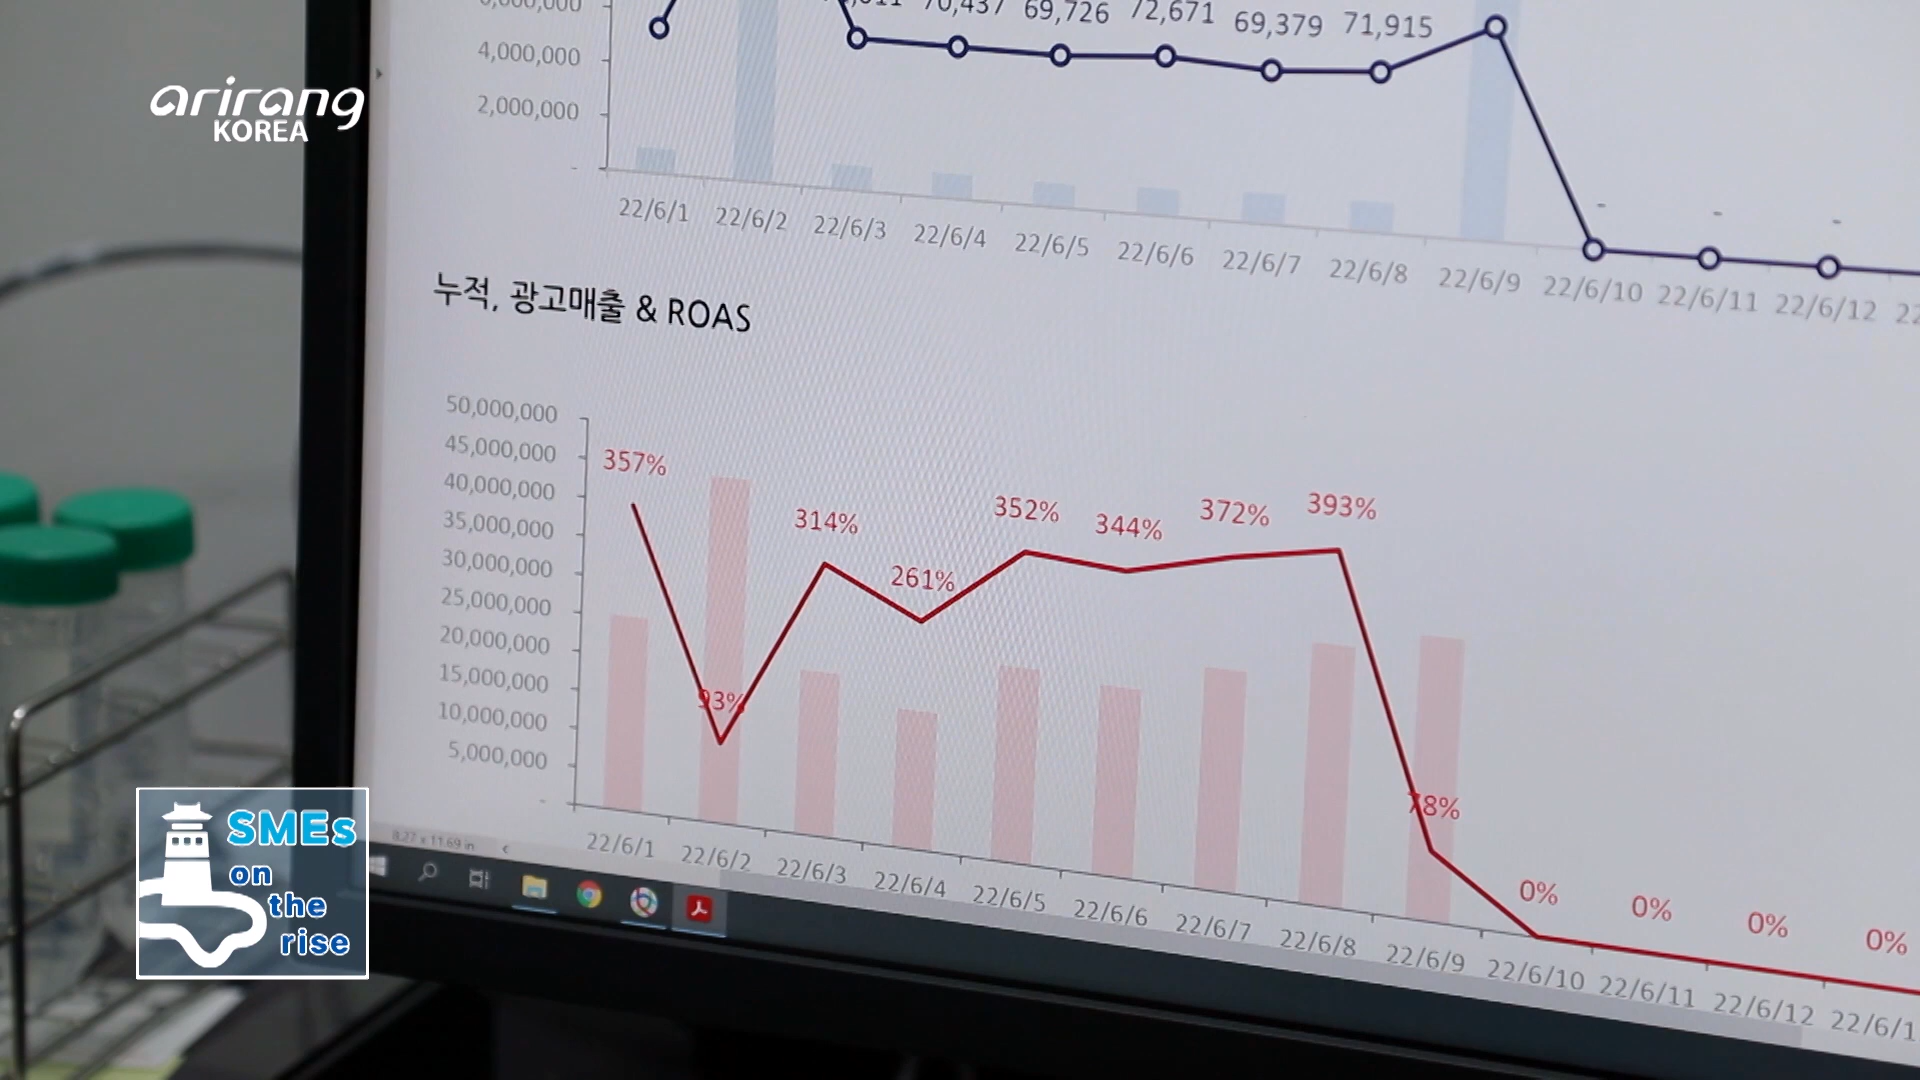 arirang
KOREA
70,437 69,726 72,671 69,379 71,915
4,000,000
2,000,000
-
- - -
22/6/1 22/6/2 22/6/3 22/6/4 22/6/5 22/6/6 22/6/7 22/6/8 22/6/9 22/6/10 22/6/11 22/6/12
누적, 광고매출 & ROAS
50,000,000
45,000,000
40,000,000
35,000,000
30,000,000
25,000,000
20,000,000
15,000,000
10,000,000
5,000,000
-
357% 93% 314% 261% 352% 344% 372% 393% 78% 0% 0% 0% 0%
22/6/1 22/6/2 22/6/3 22/6/4 22/6/5 22/6/6 22/6/7 22/6/8 22/6/9 22/6/10 22/6/11 22/6/12
8.27 x 11.69 in
SMEs
on
the
rise